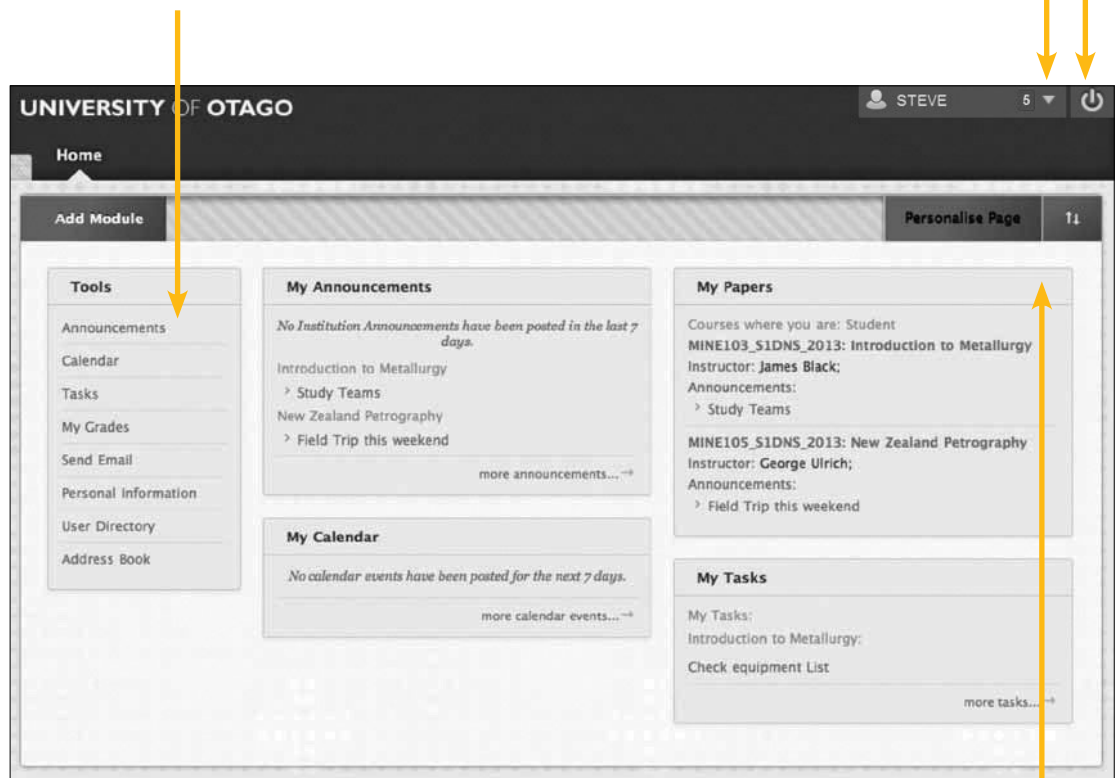 UNIVERSITY OF OTAGO
STEVE 5
Home
Add Module
Personalise Page
Tools
Announcements
Calendar
Tasks
My Grades
Send Email
Personal Information
User Directory
Address Book
My Announcements
No Institution Announcements have been posted in the last 7
days.
Introduction to Metallurgy
> Study Teams
New Zealand Petrography
> Field Trip this weekend
more announcements...→
My Calendar
No calendar events have been posted for the next 7 days.
more calendar events...→
My Papers
Courses where you are: Student
MINE103_S1DNS_2013: Introduction to Metallurgy
Instructor: James Black;
Announcements:
> Study Teams
MINE105_S1DNS_2013: New Zealand Petrography
Instructor: George Ulrich;
Announcements:
> Field Trip this weekend
My Tasks
My Tasks:
Introduction to Metallurgy:
Check equipment List
more tasks...→